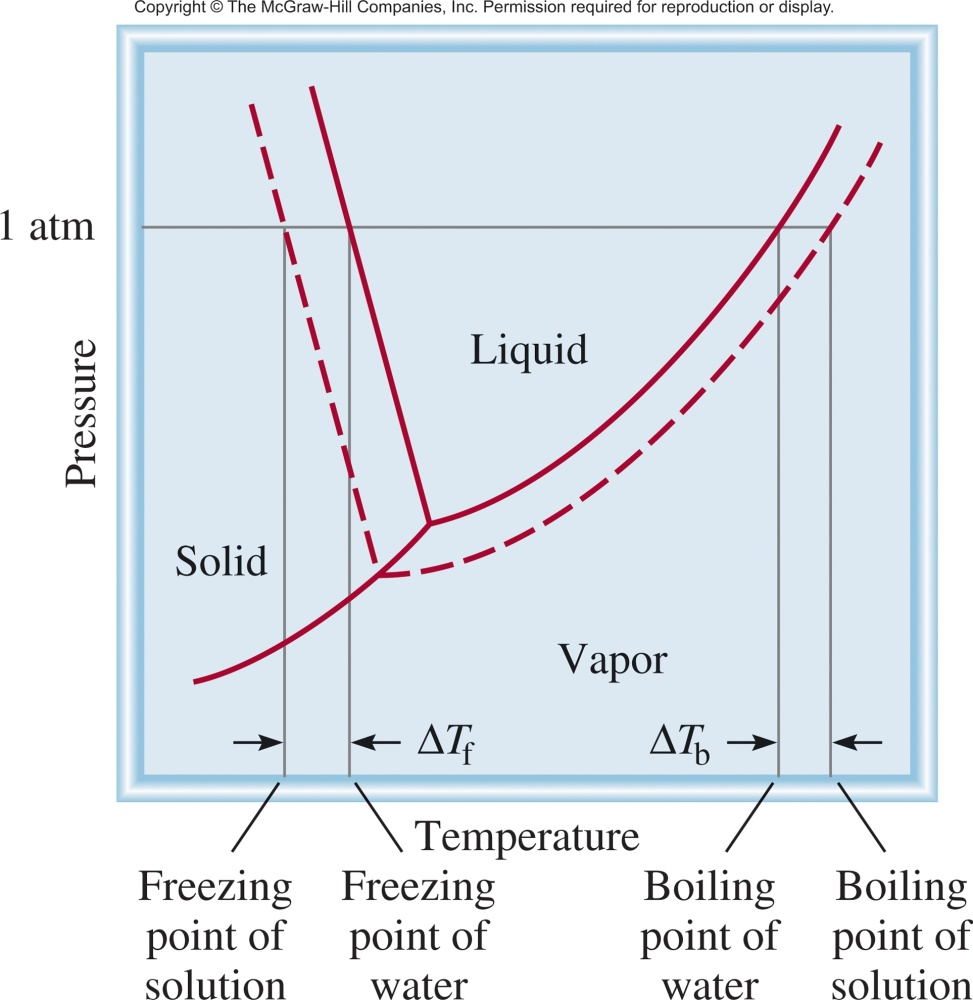 Copyright © The McGraw-Hill Companies, Inc. Permission required for reproduction or display.
1 atm
Pressure
Liquid
Solid
Vapor
ΔTf
ΔTb
Temperature
Freezing
point of
solution
Freezing
point of
water
Boiling
point of
water
Boiling
point of
solution